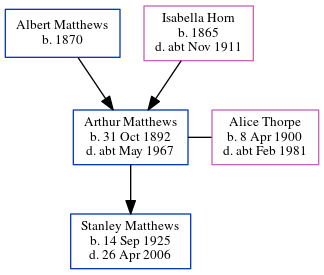 Albert Matthews
b. 1870
Isabella Horn
b. 1865
d. abt Nov 1911
Arthur Matthews
b. 31 Oct 1892
d. abt May 1967
Alice Thorpe
b. 8 Apr 1900
d. abt Feb 1981
Stanley Matthews
b. 14 Sep 1925
d. 26 Apr 2006